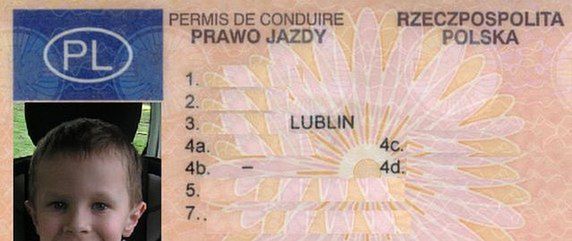 PL
PERMIS DE CONDUIRE
PRAWO JAZDY
RZECZPOSPOLITA
POLSKA
1.
2.
3. LUBLIN
4a. 4c.
4b. – 4d.
5.
7..